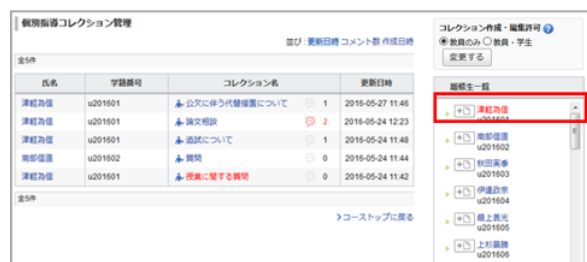 個別指導コレクション管理
並び : 更新日時 コメント数 作成日時
全5件
氏名 学籍番号 コレクション名 更新日時
津軽為信 u201601 公欠に伴う代替措置について 1 2016-05-27 11:46
津軽為信 u201601 論文相談 2 2016-05-24 12:23
津軽為信 u201601 追試について 1 2016-05-24 11:48
南部信直 u201602 質問 0 2016-05-24 11:44
津軽為信 u201601 授業に関する質問 0 2016-05-24 11:42
全5件
コーストップに戻る
コレクション作成・編集許可
教員のみ 教員・学生
変更する
履修生一覧
津軽為信
u201601
南部信直
u201602
秋田実季
u201603
伊達政宗
u201604
最上義光
u201605
上杉景勝
u201606